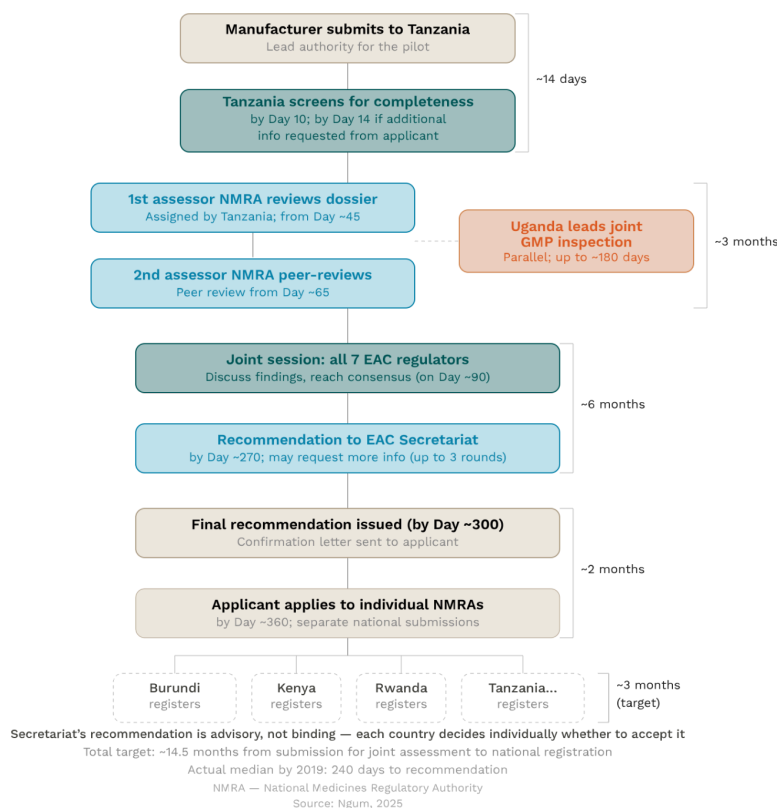 Manufacturer submits to Tanzania
Lead authority for the pilot
~14 days
Tanzania screens for completeness
by Day 10; by Day 14 if additional
info requested from applicant
1st assessor NMRA reviews dossier
Assigned by Tanzania; from Day ~45
Uganda leads joint
GMP inspection
Parallel; up to ~180 days
~3 months
2nd assessor NMRA peer-reviews
Peer review from Day ~65
Joint session: all 7 EAC regulators
Discuss findings, reach consensus (on Day ~90)
~6 months
Recommendation to EAC Secretariat
by Day ~270; may request more info (up to 3 rounds)
Final recommendation issued (by Day ~300)
Confirmation letter sent to applicant
~2 months
Applicant applies to individual NMRAs
by Day ~360; separate national submissions
Burundi
registers
Kenya
registers
Rwanda
registers
Tanzania...
registers
~3 months
(target)
Secretariat's recommendation is advisory, not binding — each country decides individually whether to accept it
Total target: ~14.5 months from submission for joint assessment to national registration
Actual median by 2019: 240 days to recommendation
NMRA — National Medicines Regulatory Authority
Source: Ngum, 2025